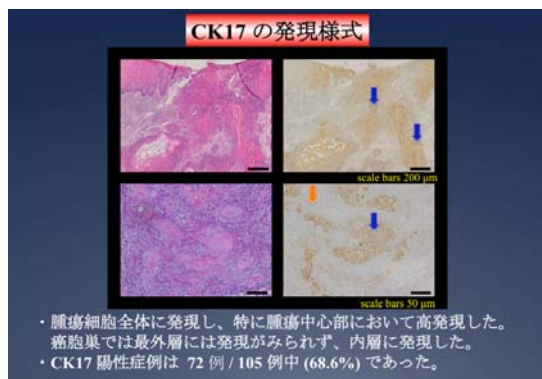 CK17 の発現様式
scale bars 200 μm
scale bars 50 μm
・腫瘍細胞全体に発現し、特に腫瘍中心部において高発現した。
癌胞巣では最外層には発現がみられず、内層に発現した。
・CK17 陽性症例は 72 例 / 105 例中 (68.6%) であった。